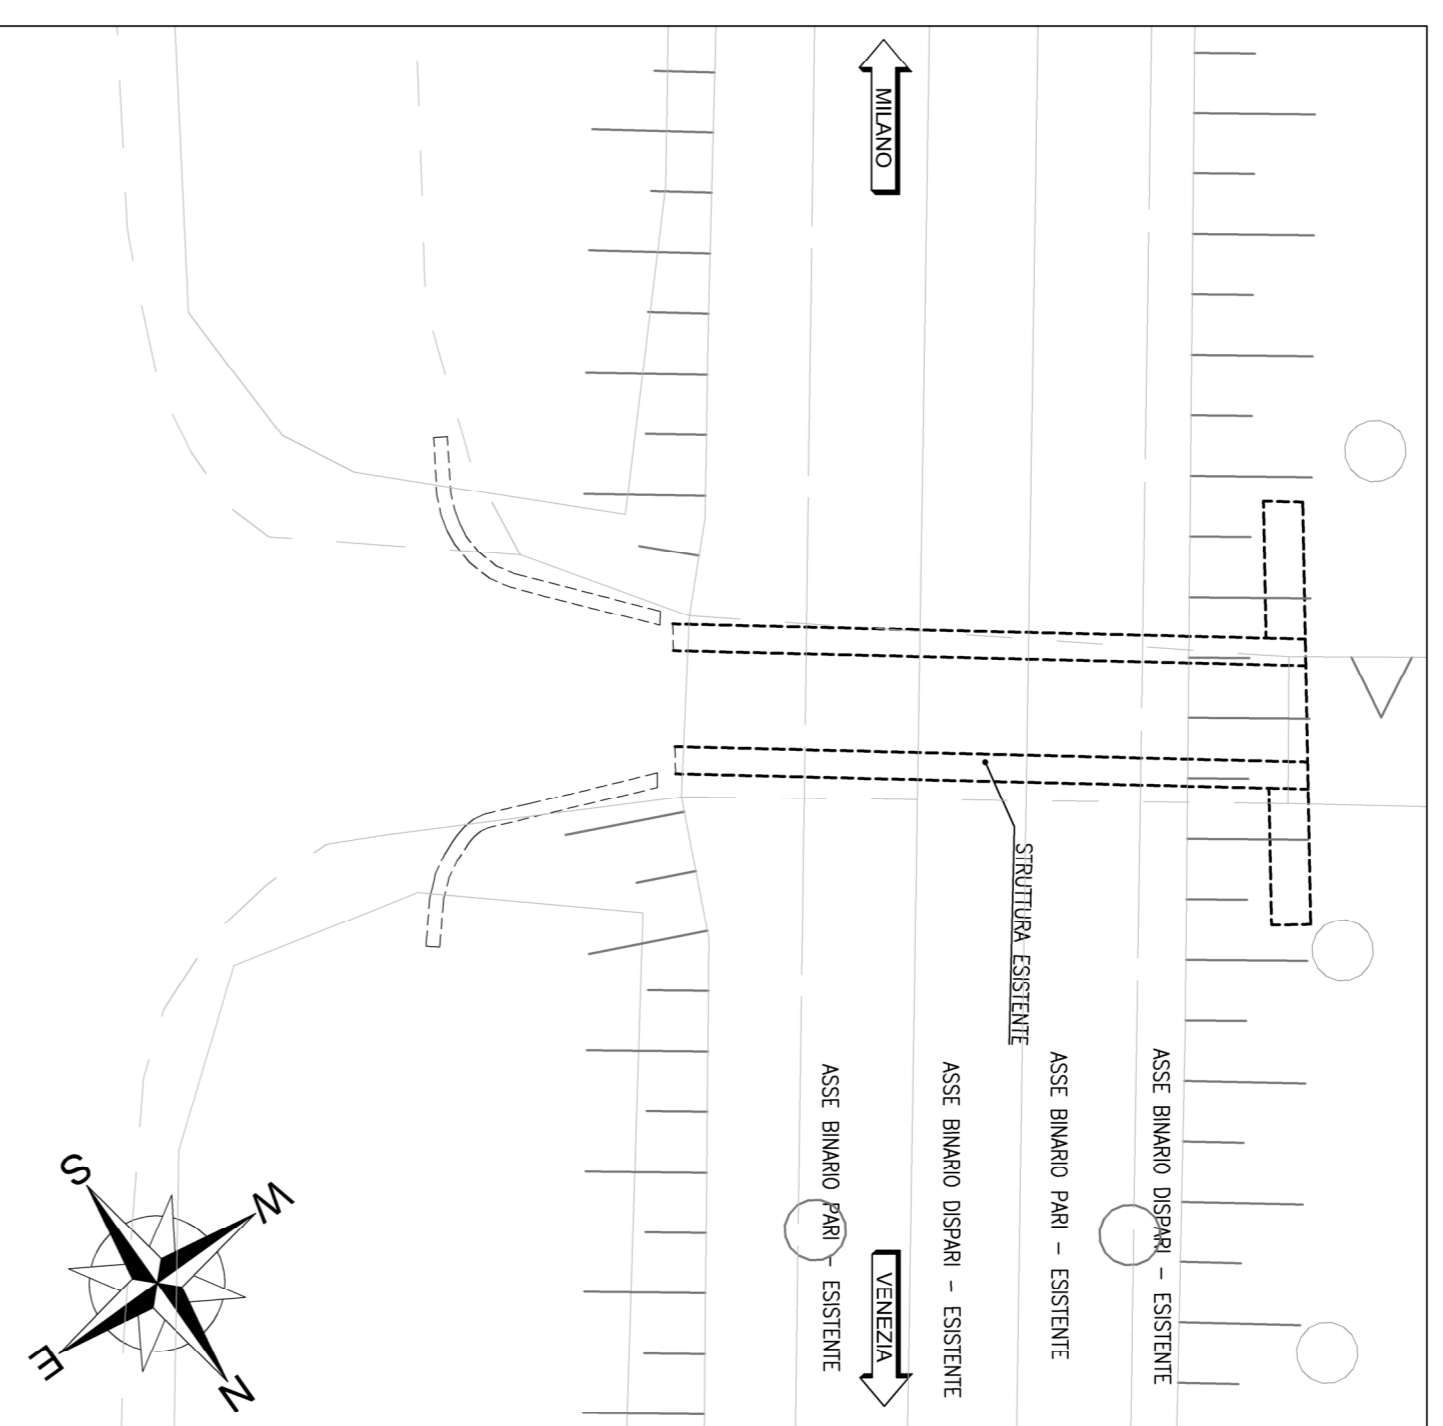 MILANO
STRUTTURA ESISTENTE
ASSE BINARIO DISPARI - ESISTENTE
ASSE BINARIO PARI - ESISTENTE
ASSE BINARIO DISPARI - ESISTENTE
ASSE BINARIO PARI - ESISTENTE
VENEZIA
S
W
E
N